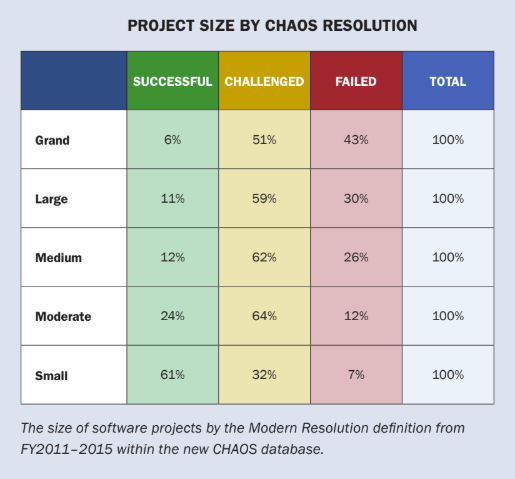 PROJECT SIZE BY CHAOS RESOLUTION
SUCCESSFUL CHALLENGED FAILED TOTAL
Grand 6% 51% 43% 100%
Large 11% 59% 30% 100%
Medium 12% 62% 26% 100%
Moderate 24% 64% 12% 100%
Small 61% 32% 7% 100%
The size of software projects by the Modern Resolution definition from
FY2011–2015 within the new CHAOS database.